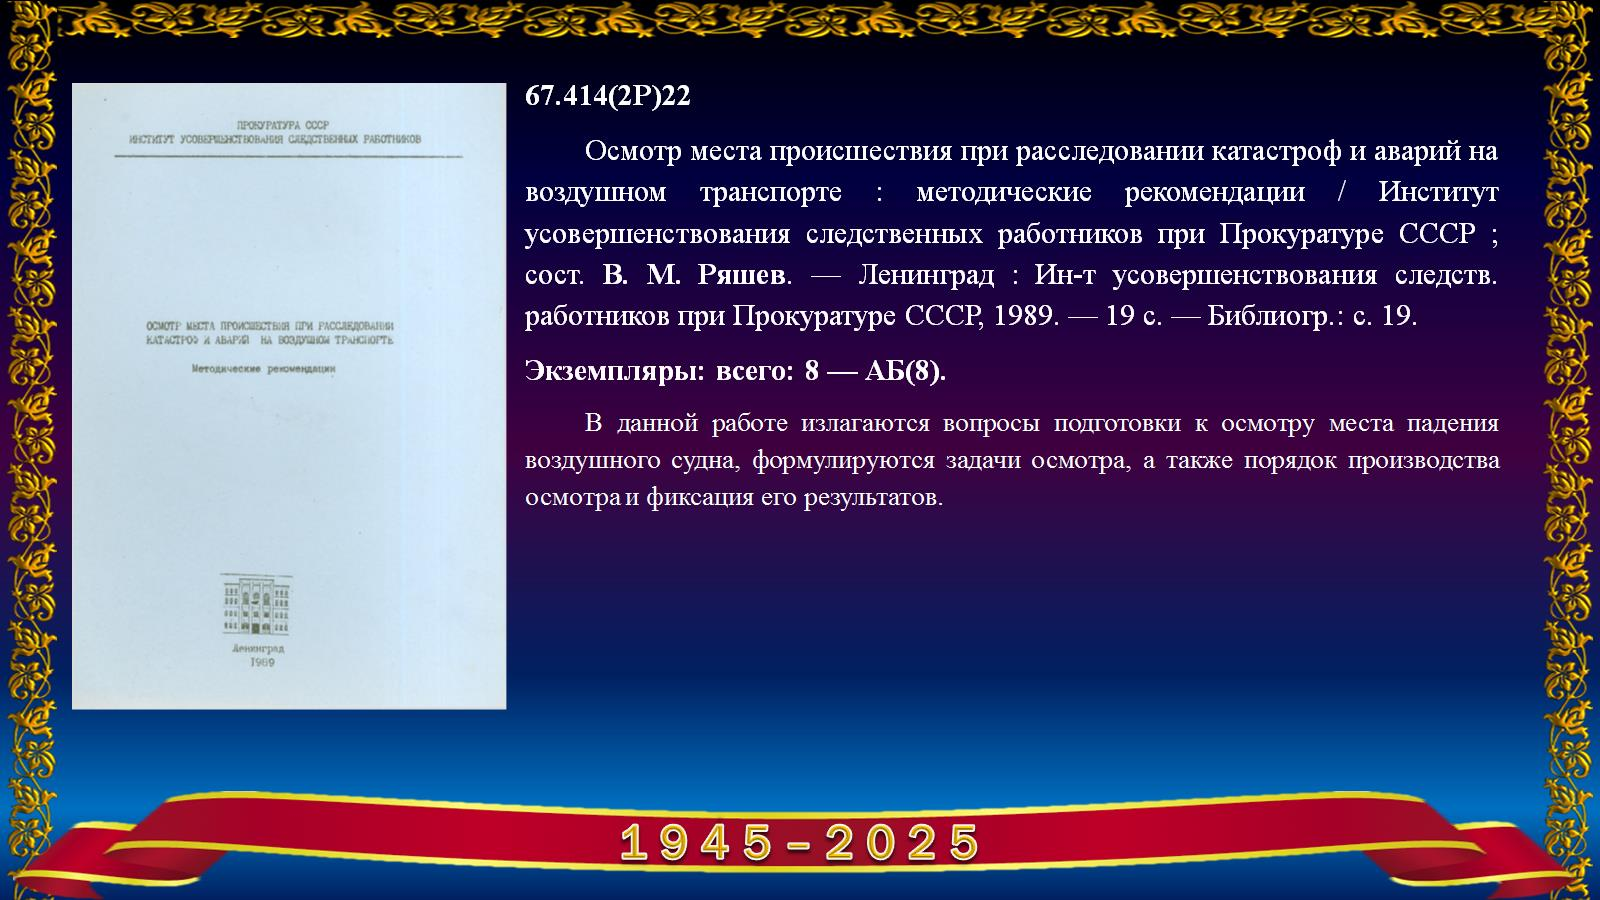 ПРОКУРАТУРА СССР
ИНСТИТУТ УСОВЕРШЕНСТВОВАНИЯ СЛЕДСТВЕННЫХ РАБОТНИКОВ
ОСМОТР МЕСТА ПРОИСШЕСТВИЯ ПРИ РАССЛЕДОВАНИИ
КАТАСТРОФ И АВАРИЙ НА ВОЗДУШНОМ ТРАНСПОРТЕ
Методические рекомендации
Ленинград
1989
67.414(2Р)22
Осмотр места происшествия при расследовании катастроф и аварий на
воздушном транспорте : методические рекомендации / Институт
усовершенствования следственных работников при Прокуратуре СССР ;
сост. В. М. Ряшев. — Ленинград : Ин-т усовершенствования следств.
работников при Прокуратуре СССР, 1989. — 19 с. — Библиогр.: с. 19.
Экземпляры: всего: 8 — АБ(8).
В данной работе излагаются вопросы подготовки к осмотру места падения
воздушного судна, формулируются задачи осмотра, а также порядок производства
осмотра и фиксация его результатов.
1945–2025